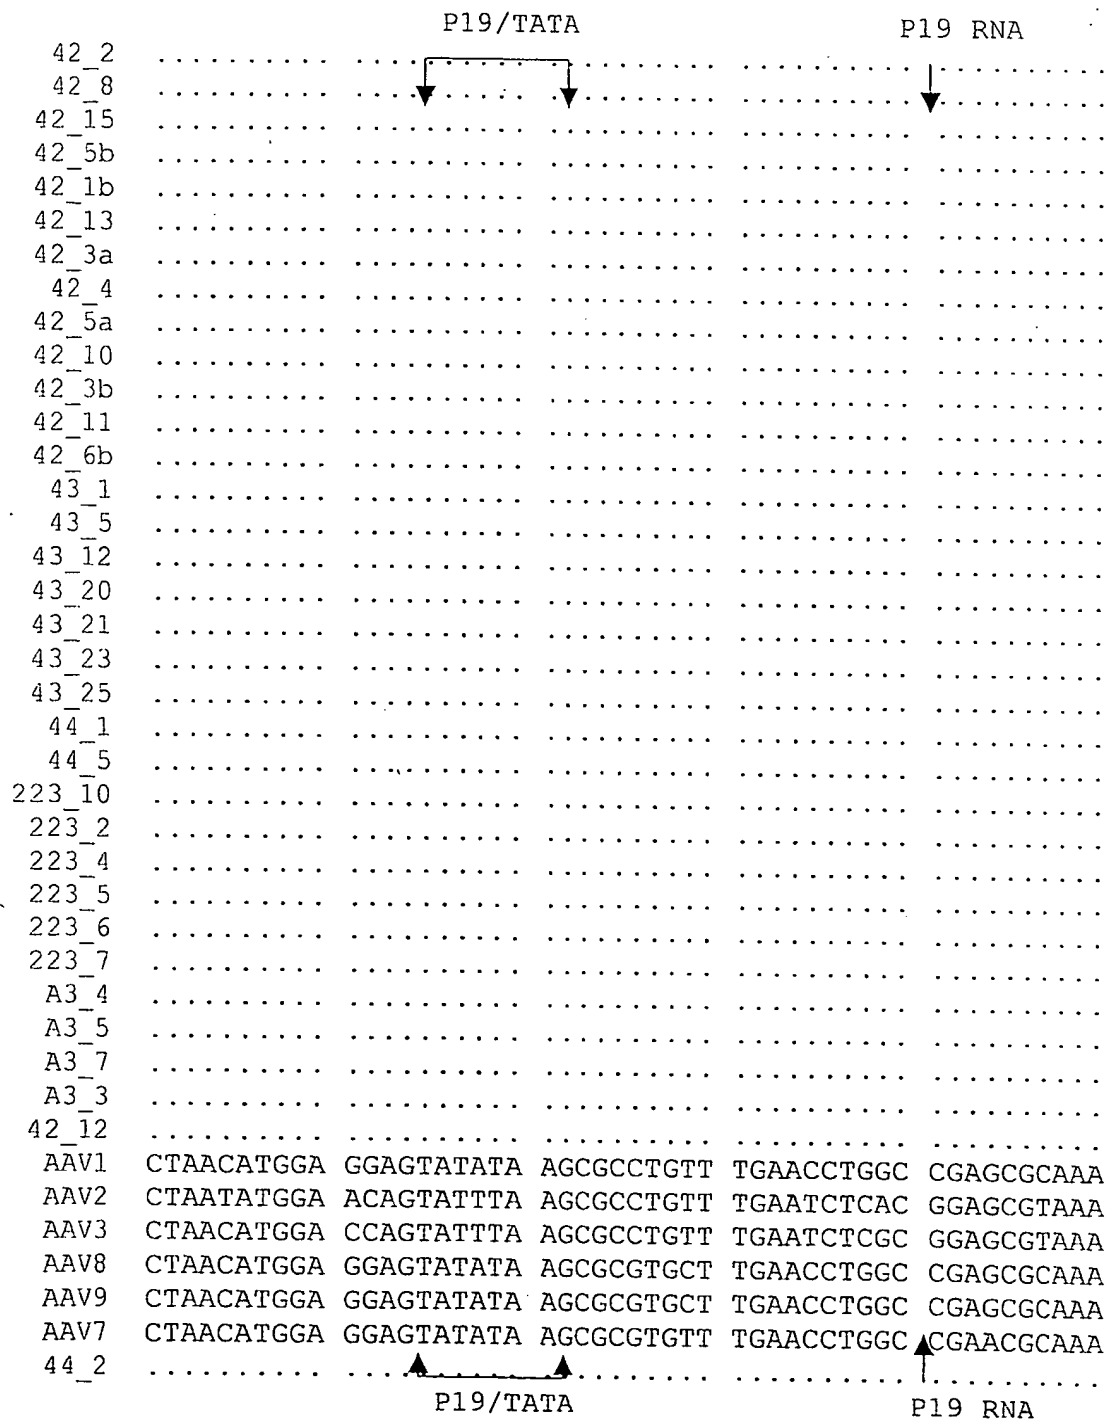 P19/TATA P19 RNA
42_2 .......... .......... .......... .......... ..........
42_8 .......... .......... .......... .......... ..........
42_15 .......... .......... .......... .......... ..........
42_5b .......... .......... .......... .......... ..........
42_1b .......... .......... .......... .......... ..........
42_13 .......... .......... .......... .......... ..........
42_3a .......... .......... .......... .......... ..........
42_4 .......... .......... .......... .......... ..........
42_5a .......... .......... .......... .......... ..........
42_10 .......... .......... .......... .......... ..........
42_3b .......... .......... .......... .......... ..........
42_11 .......... .......... .......... .......... ..........
42_6b .......... .......... .......... .......... ..........
43_1 .......... .......... .......... .......... ..........
43_5 .......... .......... .......... .......... ..........
43_12 .......... .......... .......... .......... ..........
43_20 .......... .......... .......... .......... ..........
43_21 .......... .......... .......... .......... ..........
43_23 .......... .......... .......... .......... ..........
43_25 .......... .......... .......... .......... ..........
44_1 .......... .......... .......... .......... ..........
44_5 .......... .......... .......... .......... ..........
223_10 .......... .......... .......... .......... ..........
223_2 .......... .......... .......... .......... ..........
223_4 .......... .......... .......... .......... ..........
223_5 .......... .......... .......... .......... ..........
223_6 .......... .......... .......... .......... ..........
223_7 .......... .......... .......... .......... ..........
A3_4 .......... .......... .......... .......... ..........
A3_5 .......... .......... .......... .......... ..........
A3_7 .......... .......... .......... .......... ..........
A3_3 .......... .......... .......... .......... ..........
42_12 .......... .......... .......... .......... ..........
AAV1 CTAACATGGA GGAGTATATA AGCGCCTGTT TGAACCTGGC CGAGCGCAAA
AAV2 CTAATATGGA ACAGTATTTA AGCGCCTGTT TGAATCTCAC GGAGCGTAAA
AAV3 CTAACATGGA CCAGTATTTA AGCGCCTGTT TGAATCTCGC GGAGCGTAAA
AAV8 CTAACATGGA GGAGTATATA AGCGCGTGCT TGAACCTGGC CGAGCGCAAA
AAV9 CTAACATGGA GGAGTATATA AGCGCGTGCT TGAACCTGGC CGAGCGCAAA
AAV7 CTAACATGGA GGAGTATATA AGCGCGTGTT TGAACCTGGC CGAACGCAAA
44_2 .......... .......... .......... .......... ..........
P19/TATA P19 RNA